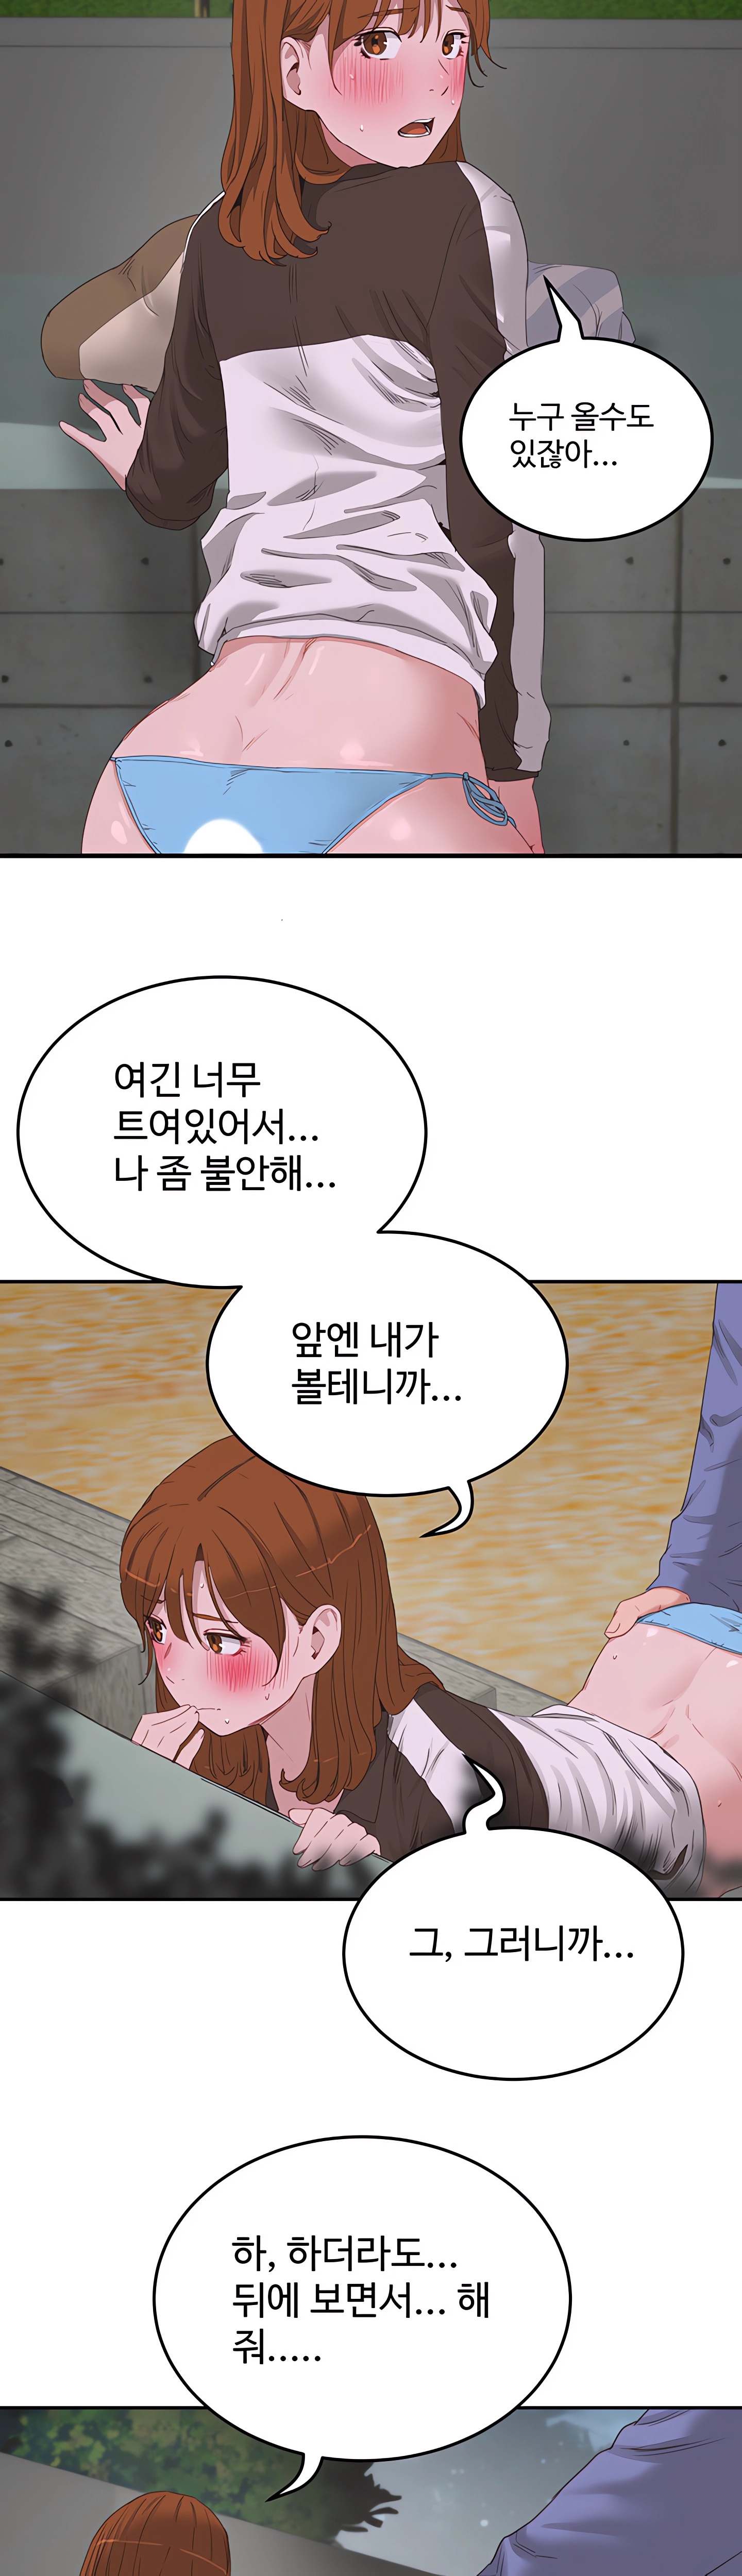 누구 올수도
있잖아...
여긴 너무
트여있어서...
나 좀 불안해...
앞엔 내가
볼테니까...
그, 그러니까...
하, 하더라도...
뒤에 보면서... 해
줘.....